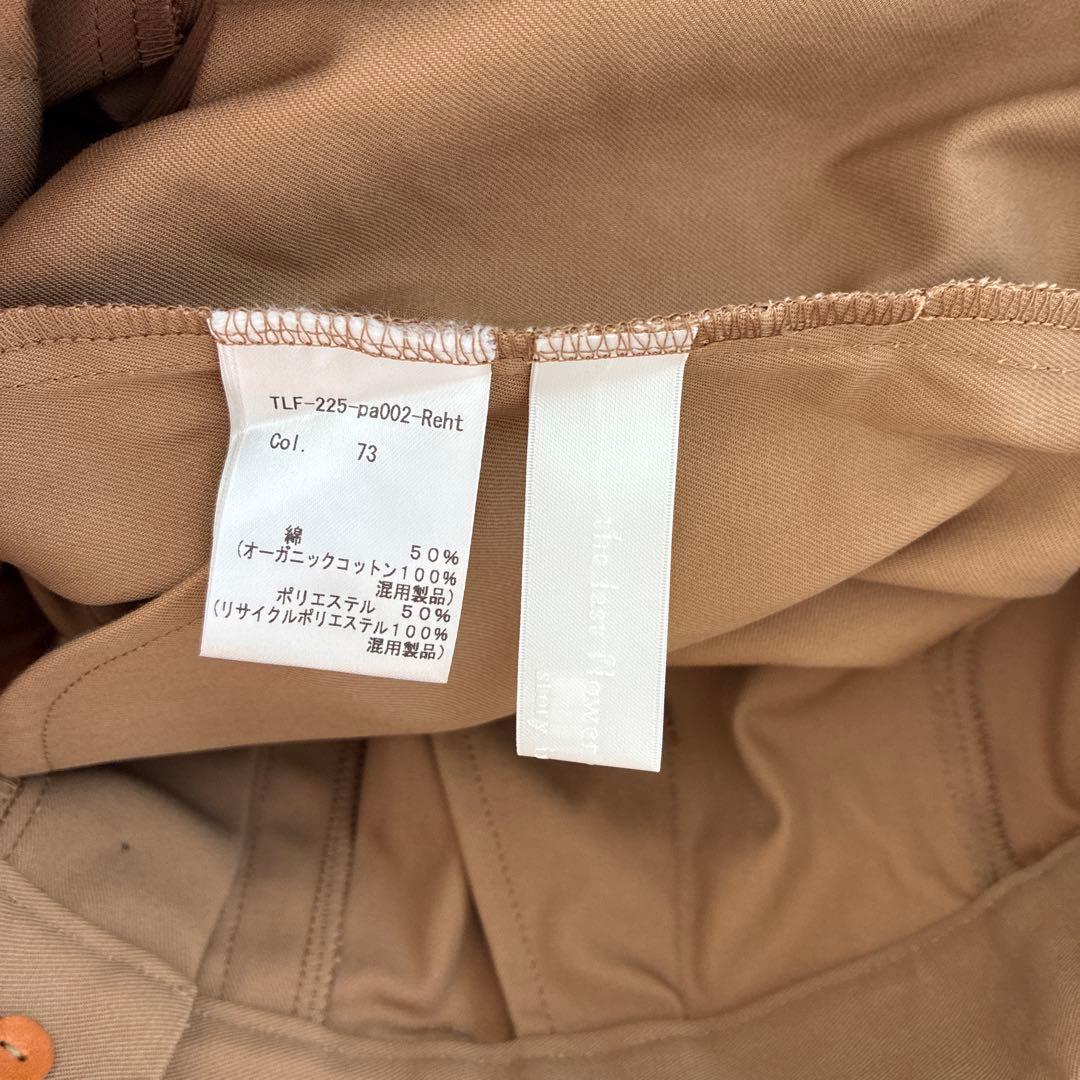 TLF-225-pa002-Reht
Col. 73
綿 50%
(オーガニックコットン100%
混用製品)
ポリエステル 50%
(リサイクルポリエステル100%
混用製品)
the last flower
story